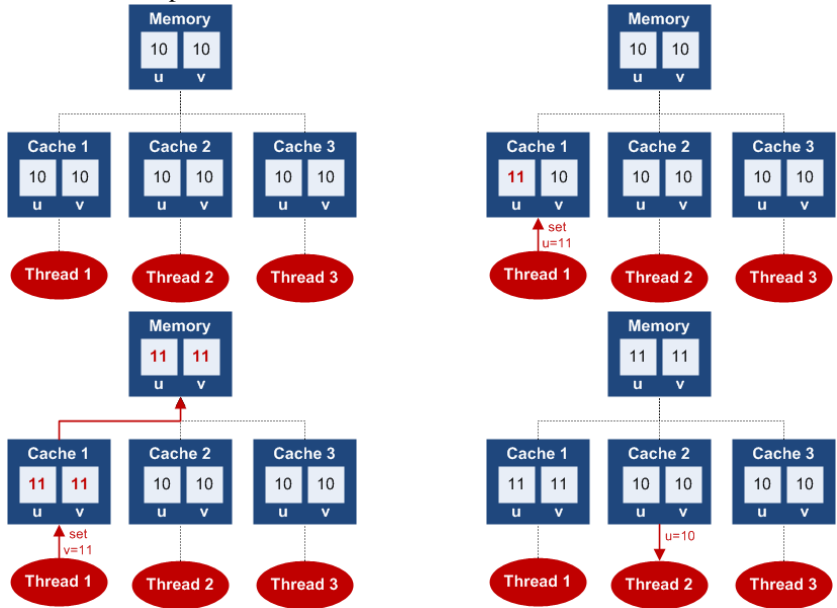 Memory
10 10
u v
Cache 1 Cache 2 Cache 3
10 10 10 10 10 10
u v u v u v
Thread 1 Thread 2 Thread 3
Memory
10 10
u v
Cache 1 Cache 2 Cache 3
11 10 10 10 10 10
u v u v u v
set
u=11
Thread 1 Thread 2 Thread 3
Memory
11 11
u v
Cache 1 Cache 2 Cache 3
11 11 10 10 10 10
u v u v u v
set
v=11
Thread 1 Thread 2 Thread 3
Memory
11 11
u v
Cache 1 Cache 2 Cache 3
11 11 10 10 10 10
u v u v u v
u=10
Thread 1 Thread 2 Thread 3